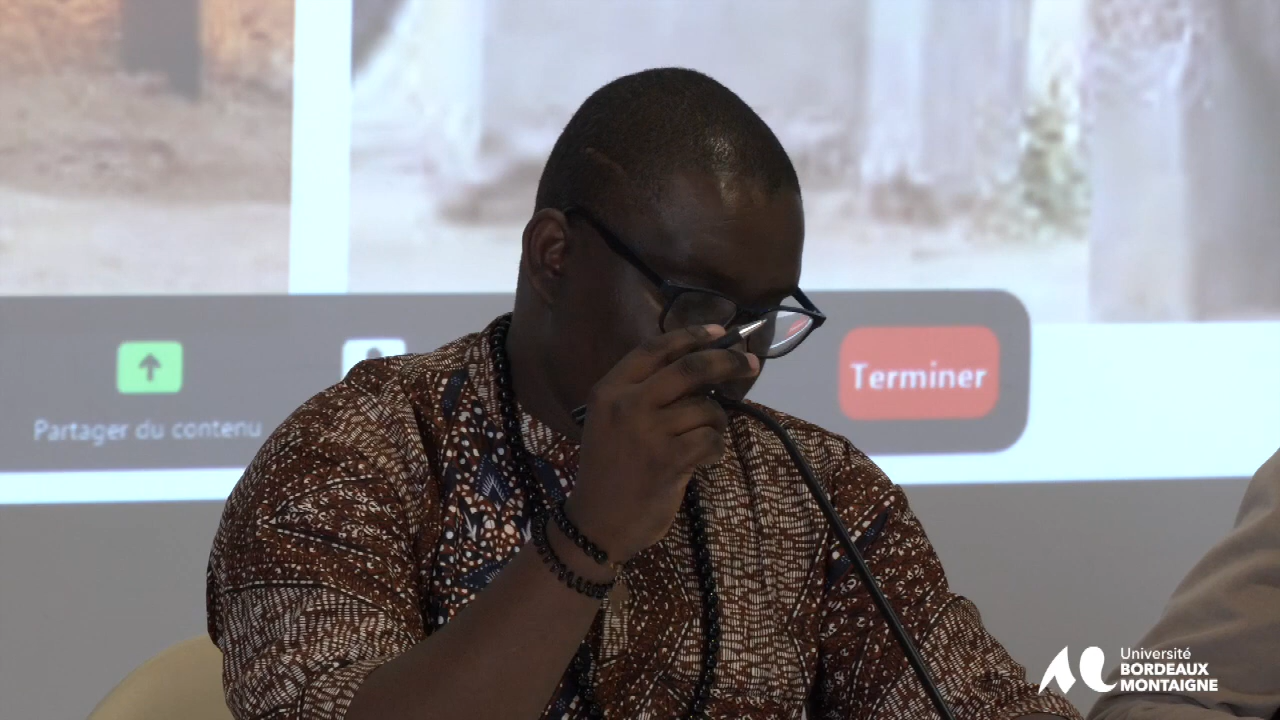 Partager du contenu
Terminer
Université
BORDEAUX
MONTAIGNE